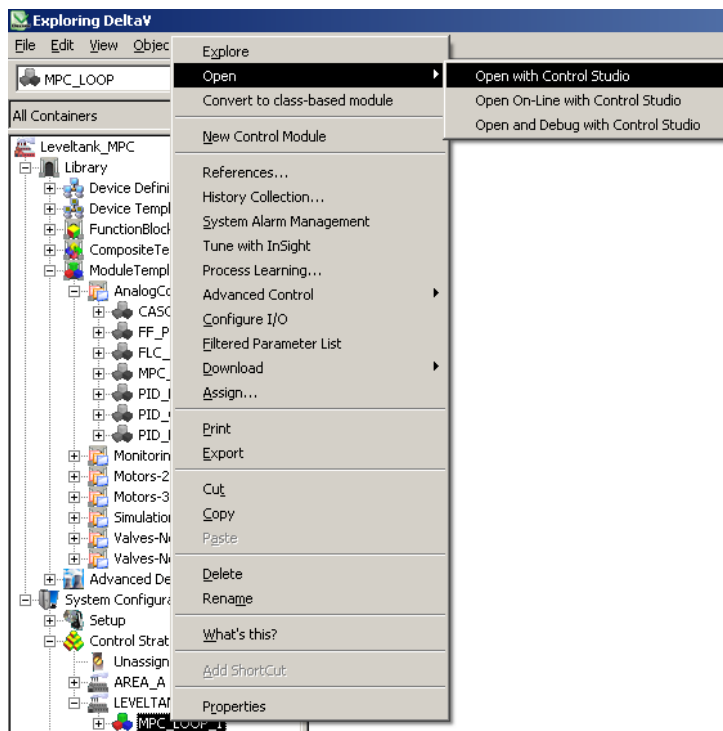 Exploring DeltaV
File Edit View Objec
MPC_LOOP
All Containers
Leveltank_MPC
Library
Device Defini
Device Templ
FunctionBlock
CompositeTe
ModuleTempl
AnalogCo
CASC
FF_P
FLC_
MPC_
PID_
PID_
PID_
Monitorin
Motors-2
Motors-3
Simulation
Valves-N
Valves-N
Advanced De
System Configura
Setup
Control Strat
Unassign
AREA_A
LEVELTAN
MPC_LOOP_1
Explore
Open
Convert to class-based module
New Control Module
References...
History Collection...
System Alarm Management
Tune with InSight
Process Learning...
Advanced Control
Configure I/O
Filtered Parameter List
Download
Assign...
Print
Export
Cut
Copy
Paste
Delete
Rename
What's this?
Add ShortCut
Properties
Open with Control Studio
Open On-Line with Control Studio
Open and Debug with Control Studio